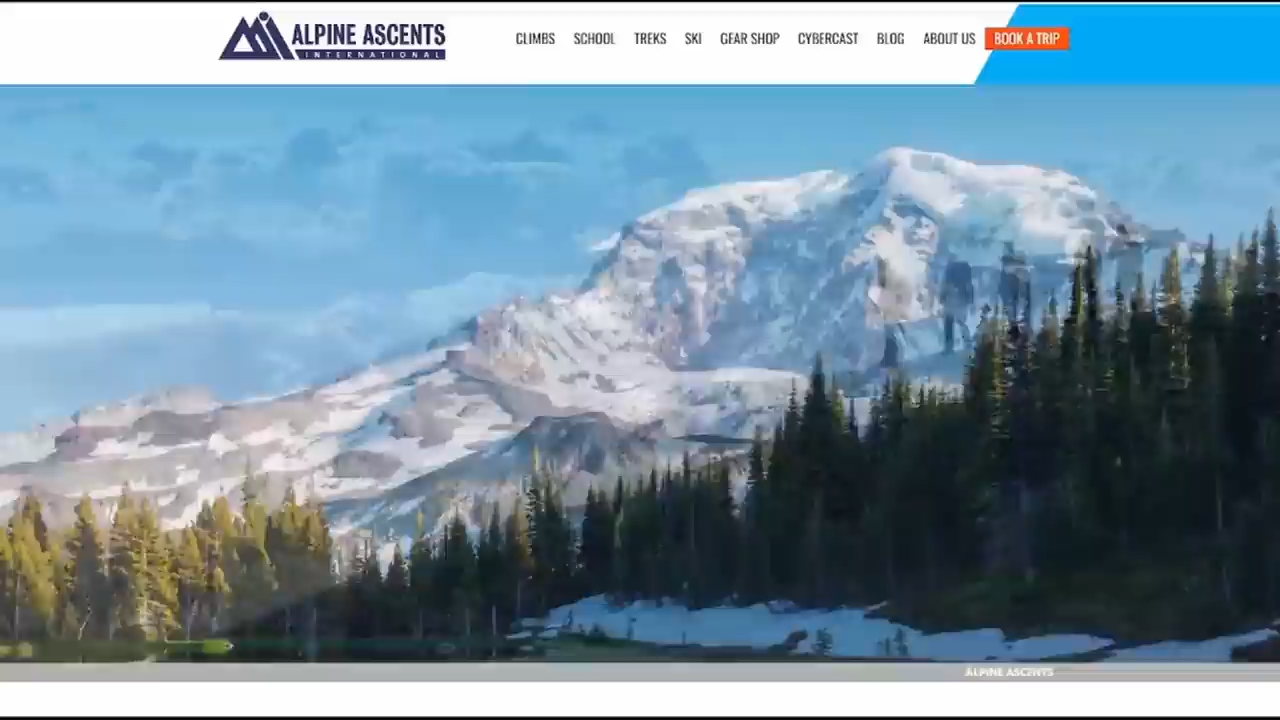 ALPINE ASCENTS
INTERNATIONAL
CLIMBS SCHOOL TREKS SKI GEAR SHOP CYBERCAST BLOG ABOUT US BOOK A TRIP
ALPINE ASCENTS